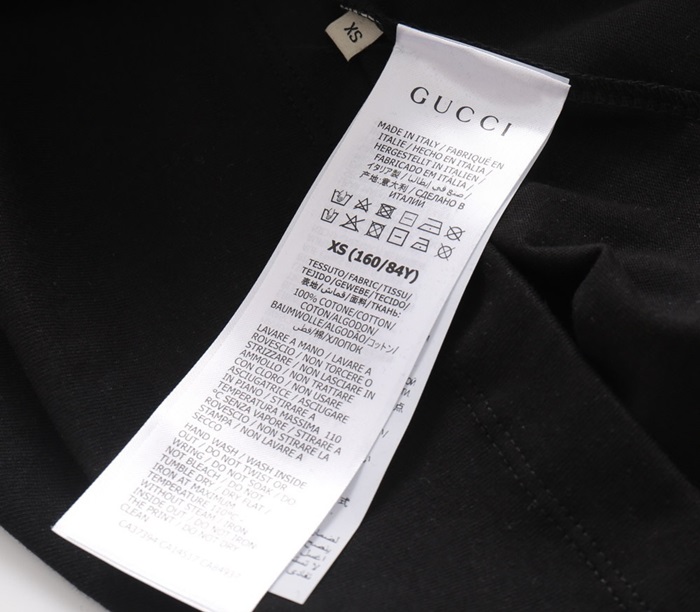 XS
GUCCI
MADE IN ITALY / FABRIQUÉ EN
ITALIE / HECHO EN ITALIA /
HERGESTELLT IN ITALIEN /
FABRICADO EM ITÁLIA /
イタリア製 / صنع في إيطاليا /
产地:意大利 / СДЕЛАНО В
ИТАЛИИ
XS (160/84Y)
TESSUTO/FABRIC/TISSU/
TEJIDO/GEWEBE/TECIDO/
表地/قماش/面料/ТКАНЬ:
100% COTONE/COTTON/
COTON/ALGODON/
BAUMWOLLE/ALGODÃO/コットン/
قطن/棉/ХЛОПОК
LAVARE A MANO / LAVARE A
ROVESCIO / NON TORCERE O
STRIZZARE / NON LASCIARE IN
AMMOLLO / NON TRATTARE
CON CLORO / NON USARE
ASCIUGATRICE / ASCIUGARE
IN PIANO / STIRARE A
TEMPERATURA MASSIMA 110
°C SENZA VAPORE / STIRARE A
ROVESCIO / NON STIRARE LA
STAMPA / NON LAVARE A
SECCO
HAND WASH / WASH INSIDE
OUT / DO NOT TWIST OR
WRING / DO NOT SOAK / DO
NOT BLEACH / DO NOT
TUMBLE DRY / DRY FLAT /
IRON AT MAXIMUM
TEMPERATURE 110
WITHOUT STEAM / IRON
INSIDE OUT / DO NOT IRON
THE PRINT / DO NOT DRY
CLEAN
点
式